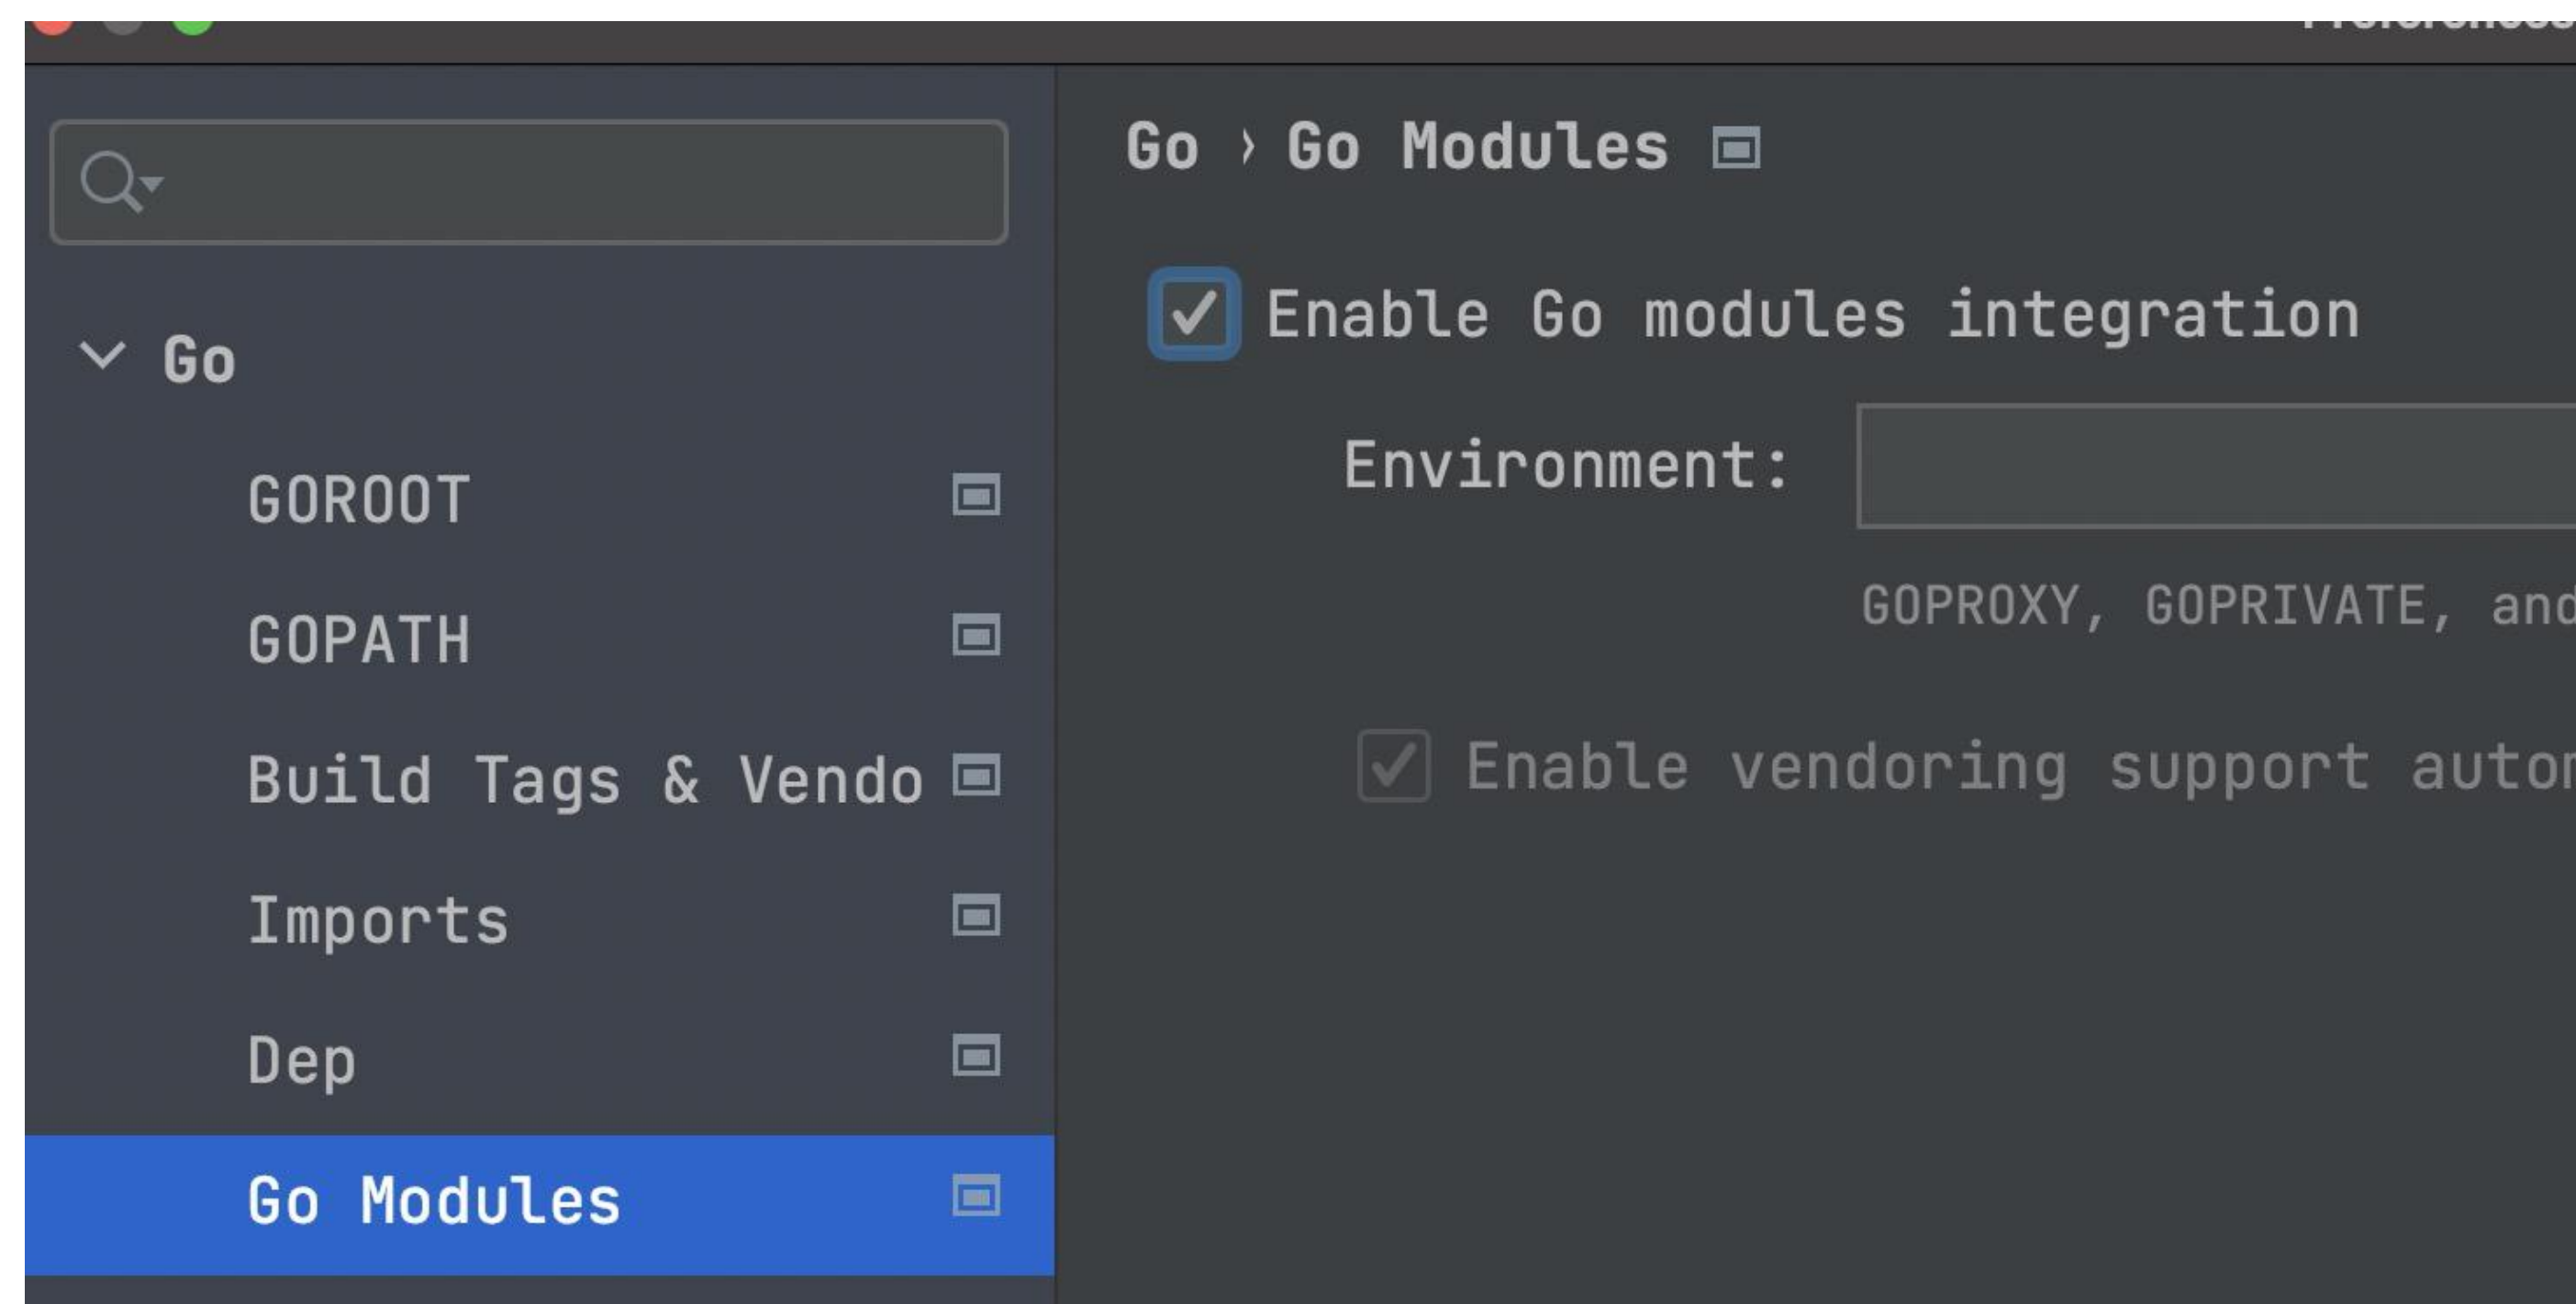 Go
GOROOT
GOPATH
Build Tags & Vendo
Imports
Dep
Go Modules
Go › Go Modules
Enable Go modules integration
Environment:
GOPROXY, GOPRIVATE, and
Enable vendoring support